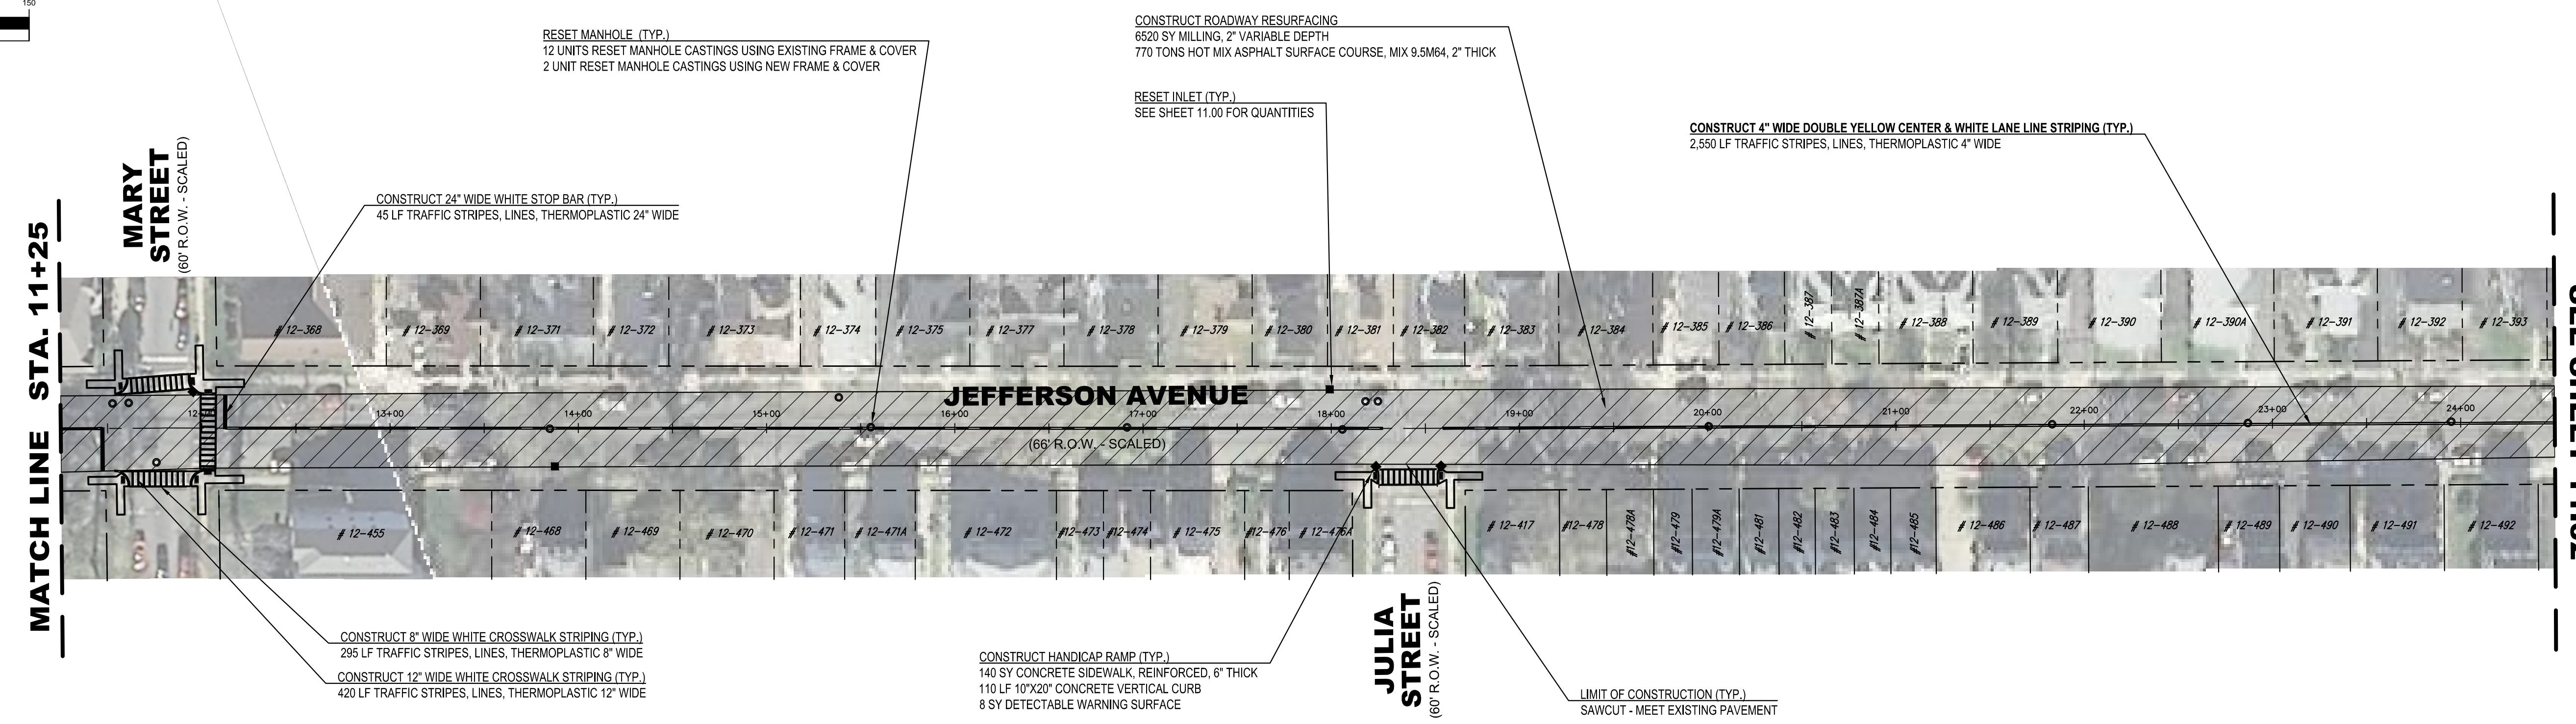 150
RESET MANHOLE (TYP.)
12 UNITS RESET MANHOLE CASTINGS USING EXISTING FRAME & COVER
2 UNIT RESET MANHOLE CASTINGS USING NEW FRAME & COVER
CONSTRUCT ROADWAY RESURFACING
6520 SY MILLING, 2" VARIABLE DEPTH
770 TONS HOT MIX ASPHALT SURFACE COURSE, MIX 9.5M64, 2" THICK
RESET INLET (TYP.)
SEE SHEET 11.00 FOR QUANTITIES
CONSTRUCT 4" WIDE DOUBLE YELLOW CENTER & WHITE LANE LINE STRIPING (TYP.)
2,550 LF TRAFFIC STRIPES, LINES, THERMOPLASTIC 4" WIDE
MARY
STREET
(60' R.O.W. - SCALED)
CONSTRUCT 24" WIDE WHITE STOP BAR (TYP.)
45 LF TRAFFIC STRIPES, LINES, THERMOPLASTIC 24" WIDE
MATCH LINE STA. 11+25
# 12-368
# 12-369
# 12-371
# 12-372
# 12-373
# 12-374
# 12-375
# 12-377
# 12-378
# 12-379
# 12-380
# 12-381
# 12-382
# 12-383
# 12-384
# 12-385
# 12-386
# 12-387
# 12-387A
# 12-388
# 12-389
# 12-390
# 12-390A
# 12-391
# 12-392
# 12-393
JEFFERSON AVENUE
13+00
14+00
15+00
16+00
17+00
18+00
19+00
20+00
21+00
22+00
23+00
24+00
(66' R.O.W. - SCALED)
# 12-455
# 12-468
# 12-469
# 12-470
# 12-471
# 12-471A
# 12-472
#12-473
#12-474
# 12-475
#12-476
# 12-476A
# 12-417
#12-478
#12-478A
#12-479
#12-479A
#12-481
#12-482
#12-483
#12-484
#12-485
# 12-486
# 12-487
# 12-488
# 12-489
# 12-490
# 12-491
# 12-492
CONSTRUCT 8" WIDE WHITE CROSSWALK STRIPING (TYP.)
295 LF TRAFFIC STRIPES, LINES, THERMOPLASTIC 8" WIDE
CONSTRUCT 12" WIDE WHITE CROSSWALK STRIPING (TYP.)
420 LF TRAFFIC STRIPES, LINES, THERMOPLASTIC 12" WIDE
CONSTRUCT HANDICAP RAMP (TYP.)
140 SY CONCRETE SIDEWALK, REINFORCED, 6" THICK
110 LF 10"X20" CONCRETE VERTICAL CURB
8 SY DETECTABLE WARNING SURFACE
JULIA
STREET
(60' R.O.W. - SCALED)
LIMIT OF CONSTRUCTION (TYP.)
SAWCUT - MEET EXISTING PAVEMENT